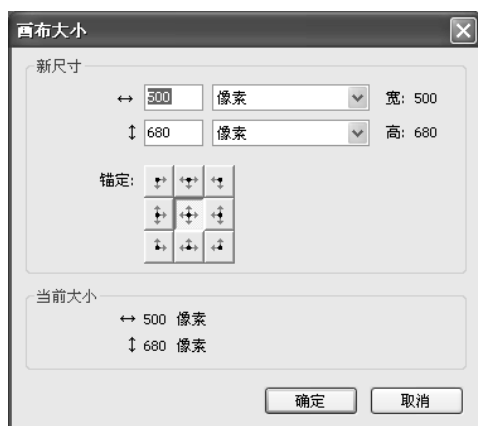 画布大小
新尺寸
↔ 500 像素 宽: 500
↕ 680 像素 高: 680
锚定:
当前大小
↔ 500 像素
↕ 680 像素
确定 取消